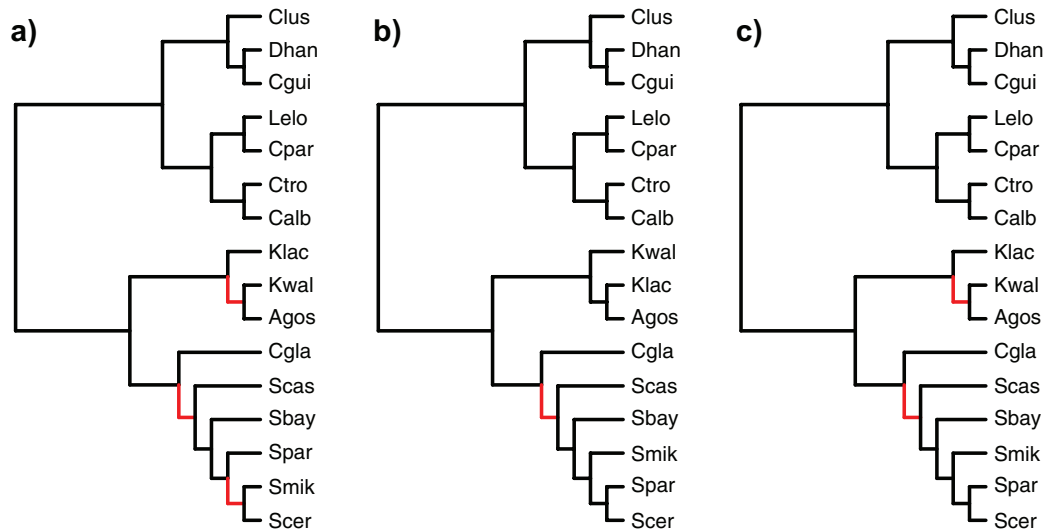 a)
Clus
Dhan
Cgui
Lelo
Cpar
Ctro
Calb
Klac
Kwal
Agos
Cgla
Scas
Sbay
Spar
Smik
Scer
b)
Clus
Dhan
Cgui
Lelo
Cpar
Ctro
Calb
Kwal
Klac
Agos
Cgla
Scas
Sbay
Smik
Spar
Scer
c)
Clus
Dhan
Cgui
Lelo
Cpar
Ctro
Calb
Klac
Kwal
Agos
Cgla
Scas
Sbay
Smik
Spar
Scer